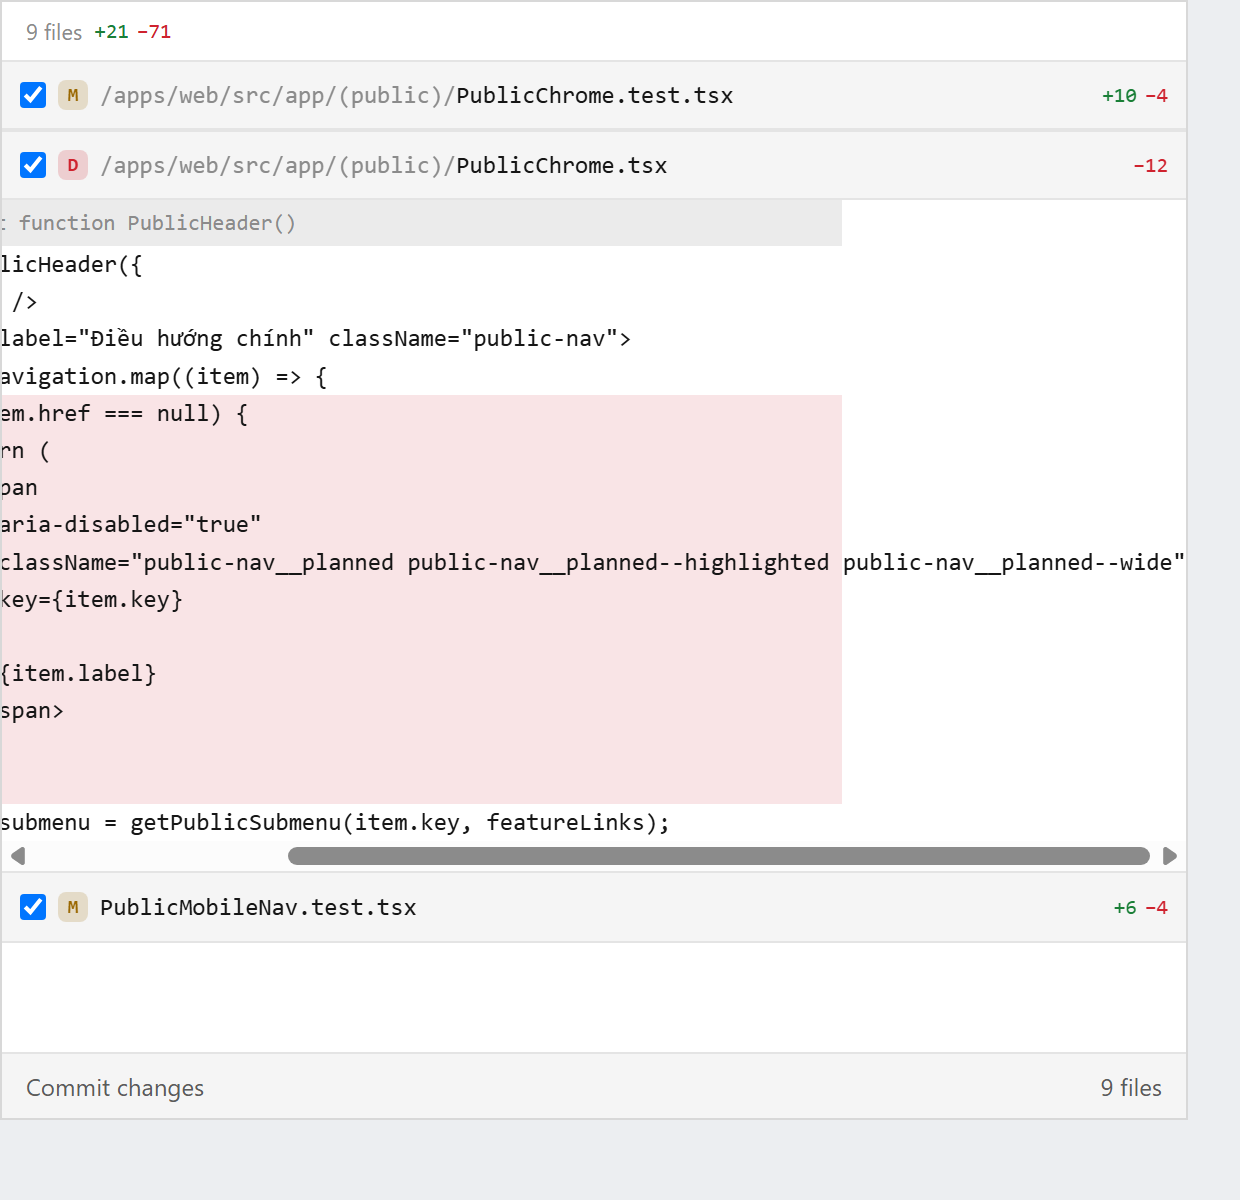 9 files +21 −71
M /apps/web/src/app/(public)/PublicChrome.test.tsx +10 −4
D /apps/web/src/app/(public)/PublicChrome.tsx −12
function PublicHeader()
licHeader({
/>
label="Điều hướng chính" className="public-nav">
avigation.map((item) => {
em.href === null) {
rn (
pan
aria-disabled="true"
className="public-nav__planned public-nav__planned--highlighted public-nav__planned--wide"
key={item.key}
{item.label}
span>
submenu = getPublicSubmenu(item.key, featureLinks);
M PublicMobileNav.test.tsx +6 −4
Commit changes 9 files